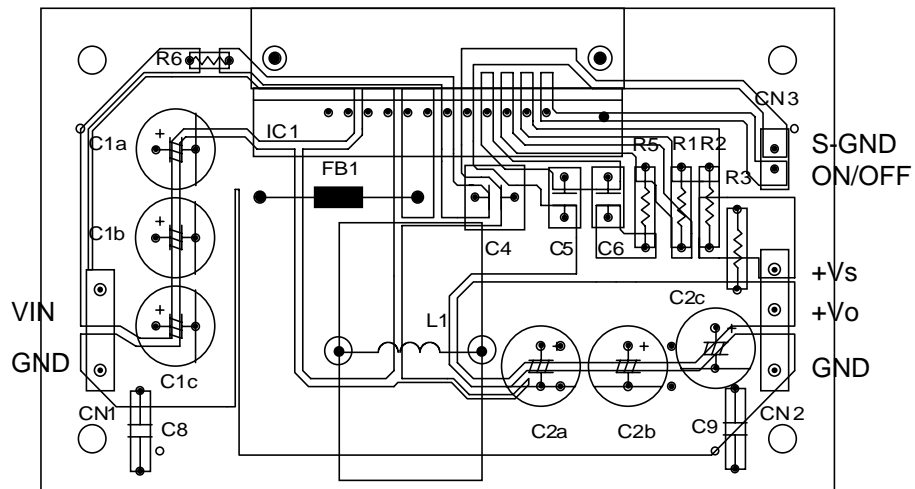 R6
CN3
IC1
C1a
S-GND
R5 R1 R2
FB1
ON/OFF
R3
C1b
C4 C5 C6
+Vs
C2c
VIN
L1
+Vo
GND
GND
C1c
CN1
C8
C2a
C2b
C9
CN2